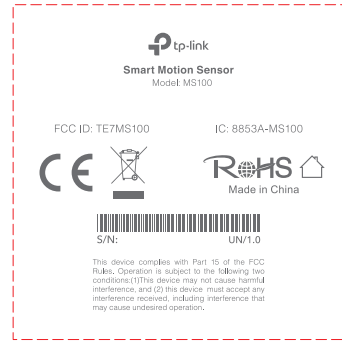 tp-link
Smart Motion Sensor
Model: MS100
FCC ID: TE7MS100 IC: 8853A-MS100
CE RoHS
Made in China
S/N: UN/1.0
This device complies with Part 15 of the FCC
Rules. Operation is subject to the following two
conditions:(1)This device may not cause harmful
interference, and (2) this device must accept any
interference received, including interference that
may cause undesired operation.